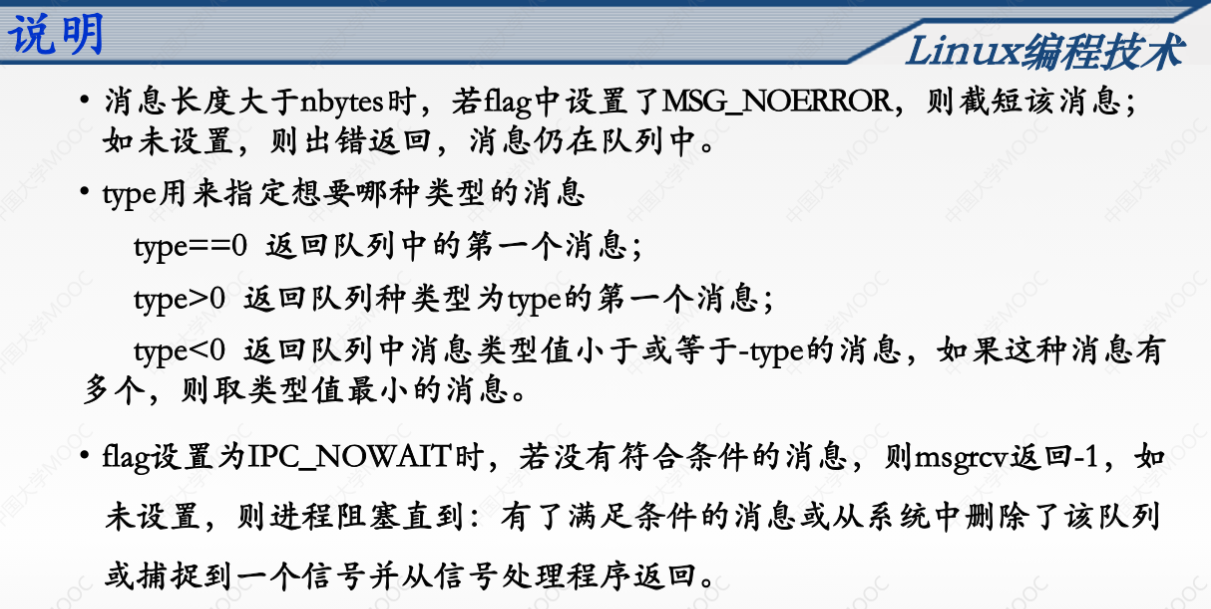 说明
Linux编程技术
• 消息长度大于nbytes时，若flag中设置了MSG_NOERROR，则截短该消息；
如未设置，则出错返回，消息仍在队列中。
• type用来指定想要哪种类型的消息
type==0 返回队列中的第一个消息；
type>0 返回队列种类型为type的第一个消息；
type<0 返回队列中消息类型值小于或等于-type的消息，如果这种消息有
多个，则取类型值最小的消息。
• flag设置为IPC_NOWAIT时，若没有符合条件的消息，则msgrcv返回-1，如
未设置，则进程阻塞直到：有了满足条件的消息或从系统中删除了该队列
或捕捉到一个信号并从信号处理程序返回。
中国大学MOOC